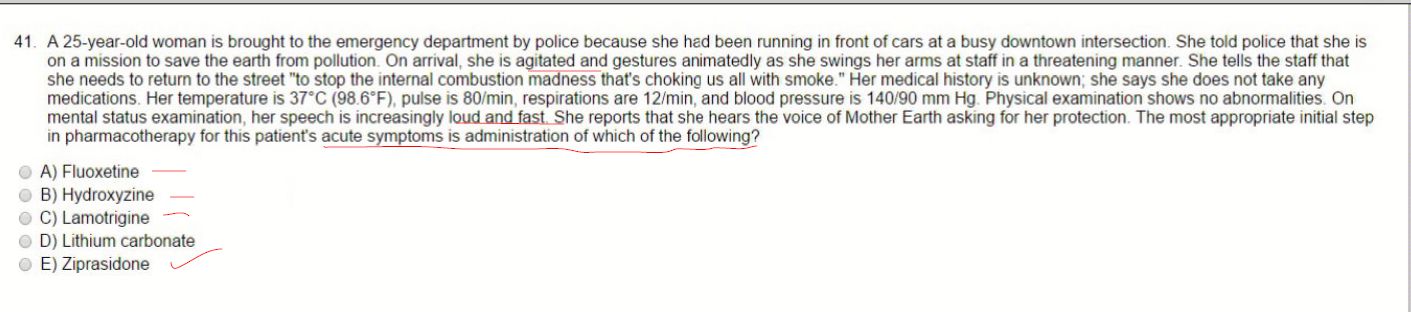 41. A 25-year-old woman is brought to the emergency department by police because she had been running in front of cars at a busy downtown intersection. She told police that she is
on a mission to save the earth from pollution. On arrival, she is agitated and gestures animatedly as she swings her arms at staff in a threatening manner. She tells the staff that
she needs to return to the street "to stop the internal combustion madness that's choking us all with smoke." Her medical history is unknown; she says she does not take any
medications. Her temperature is 37°C (98.6°F), pulse is 80/min, respirations are 12/min, and blood pressure is 140/90 mm Hg. Physical examination shows no abnormalities. On
mental status examination, her speech is increasingly loud and fast. She reports that she hears the voice of Mother Earth asking for her protection. The most appropriate initial step
in pharmacotherapy for this patient's acute symptoms is administration of which of the following?
A) Fluoxetine
B) Hydroxyzine
C) Lamotrigine
D) Lithium carbonate
E) Ziprasidone